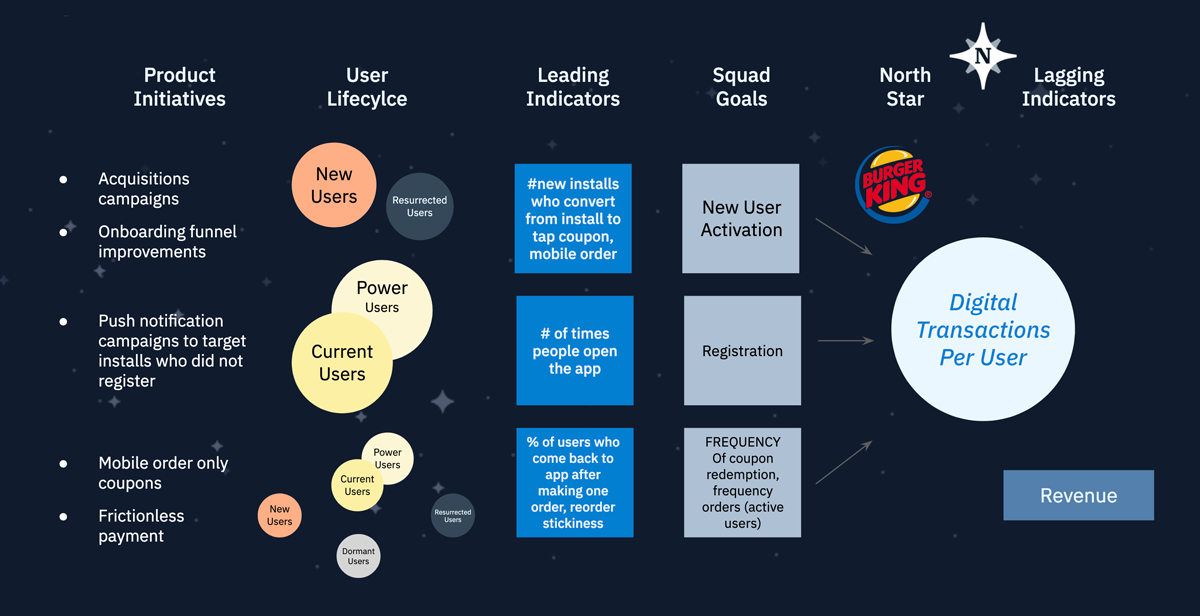 Product
Initiatives
User
Lifecylce
Leading
Indicators
Squad
Goals
North
Star
N
Lagging
Indicators
• Acquisitions
campaigns
• Onboarding funnel
improvements
New
Users
Resurrected
Users
#new installs
who convert
from install to
tap coupon,
mobile order
New User
Activation
BURGER
KING
®
• Push notification
campaigns to target
installs who did not
register
Power
Users
Current
Users
# of times
people open
the app
Registration
Digital
Transactions
Per User
• Mobile order only
coupons
• Frictionless
payment
Power
Users
Current
Users
New
Users
Resurrected
Users
Dormant
Users
% of users who
come back to
app after
making one
order, reorder
stickiness
FREQUENCY
Of coupon
redemption,
frequency
orders (active
users)
Revenue